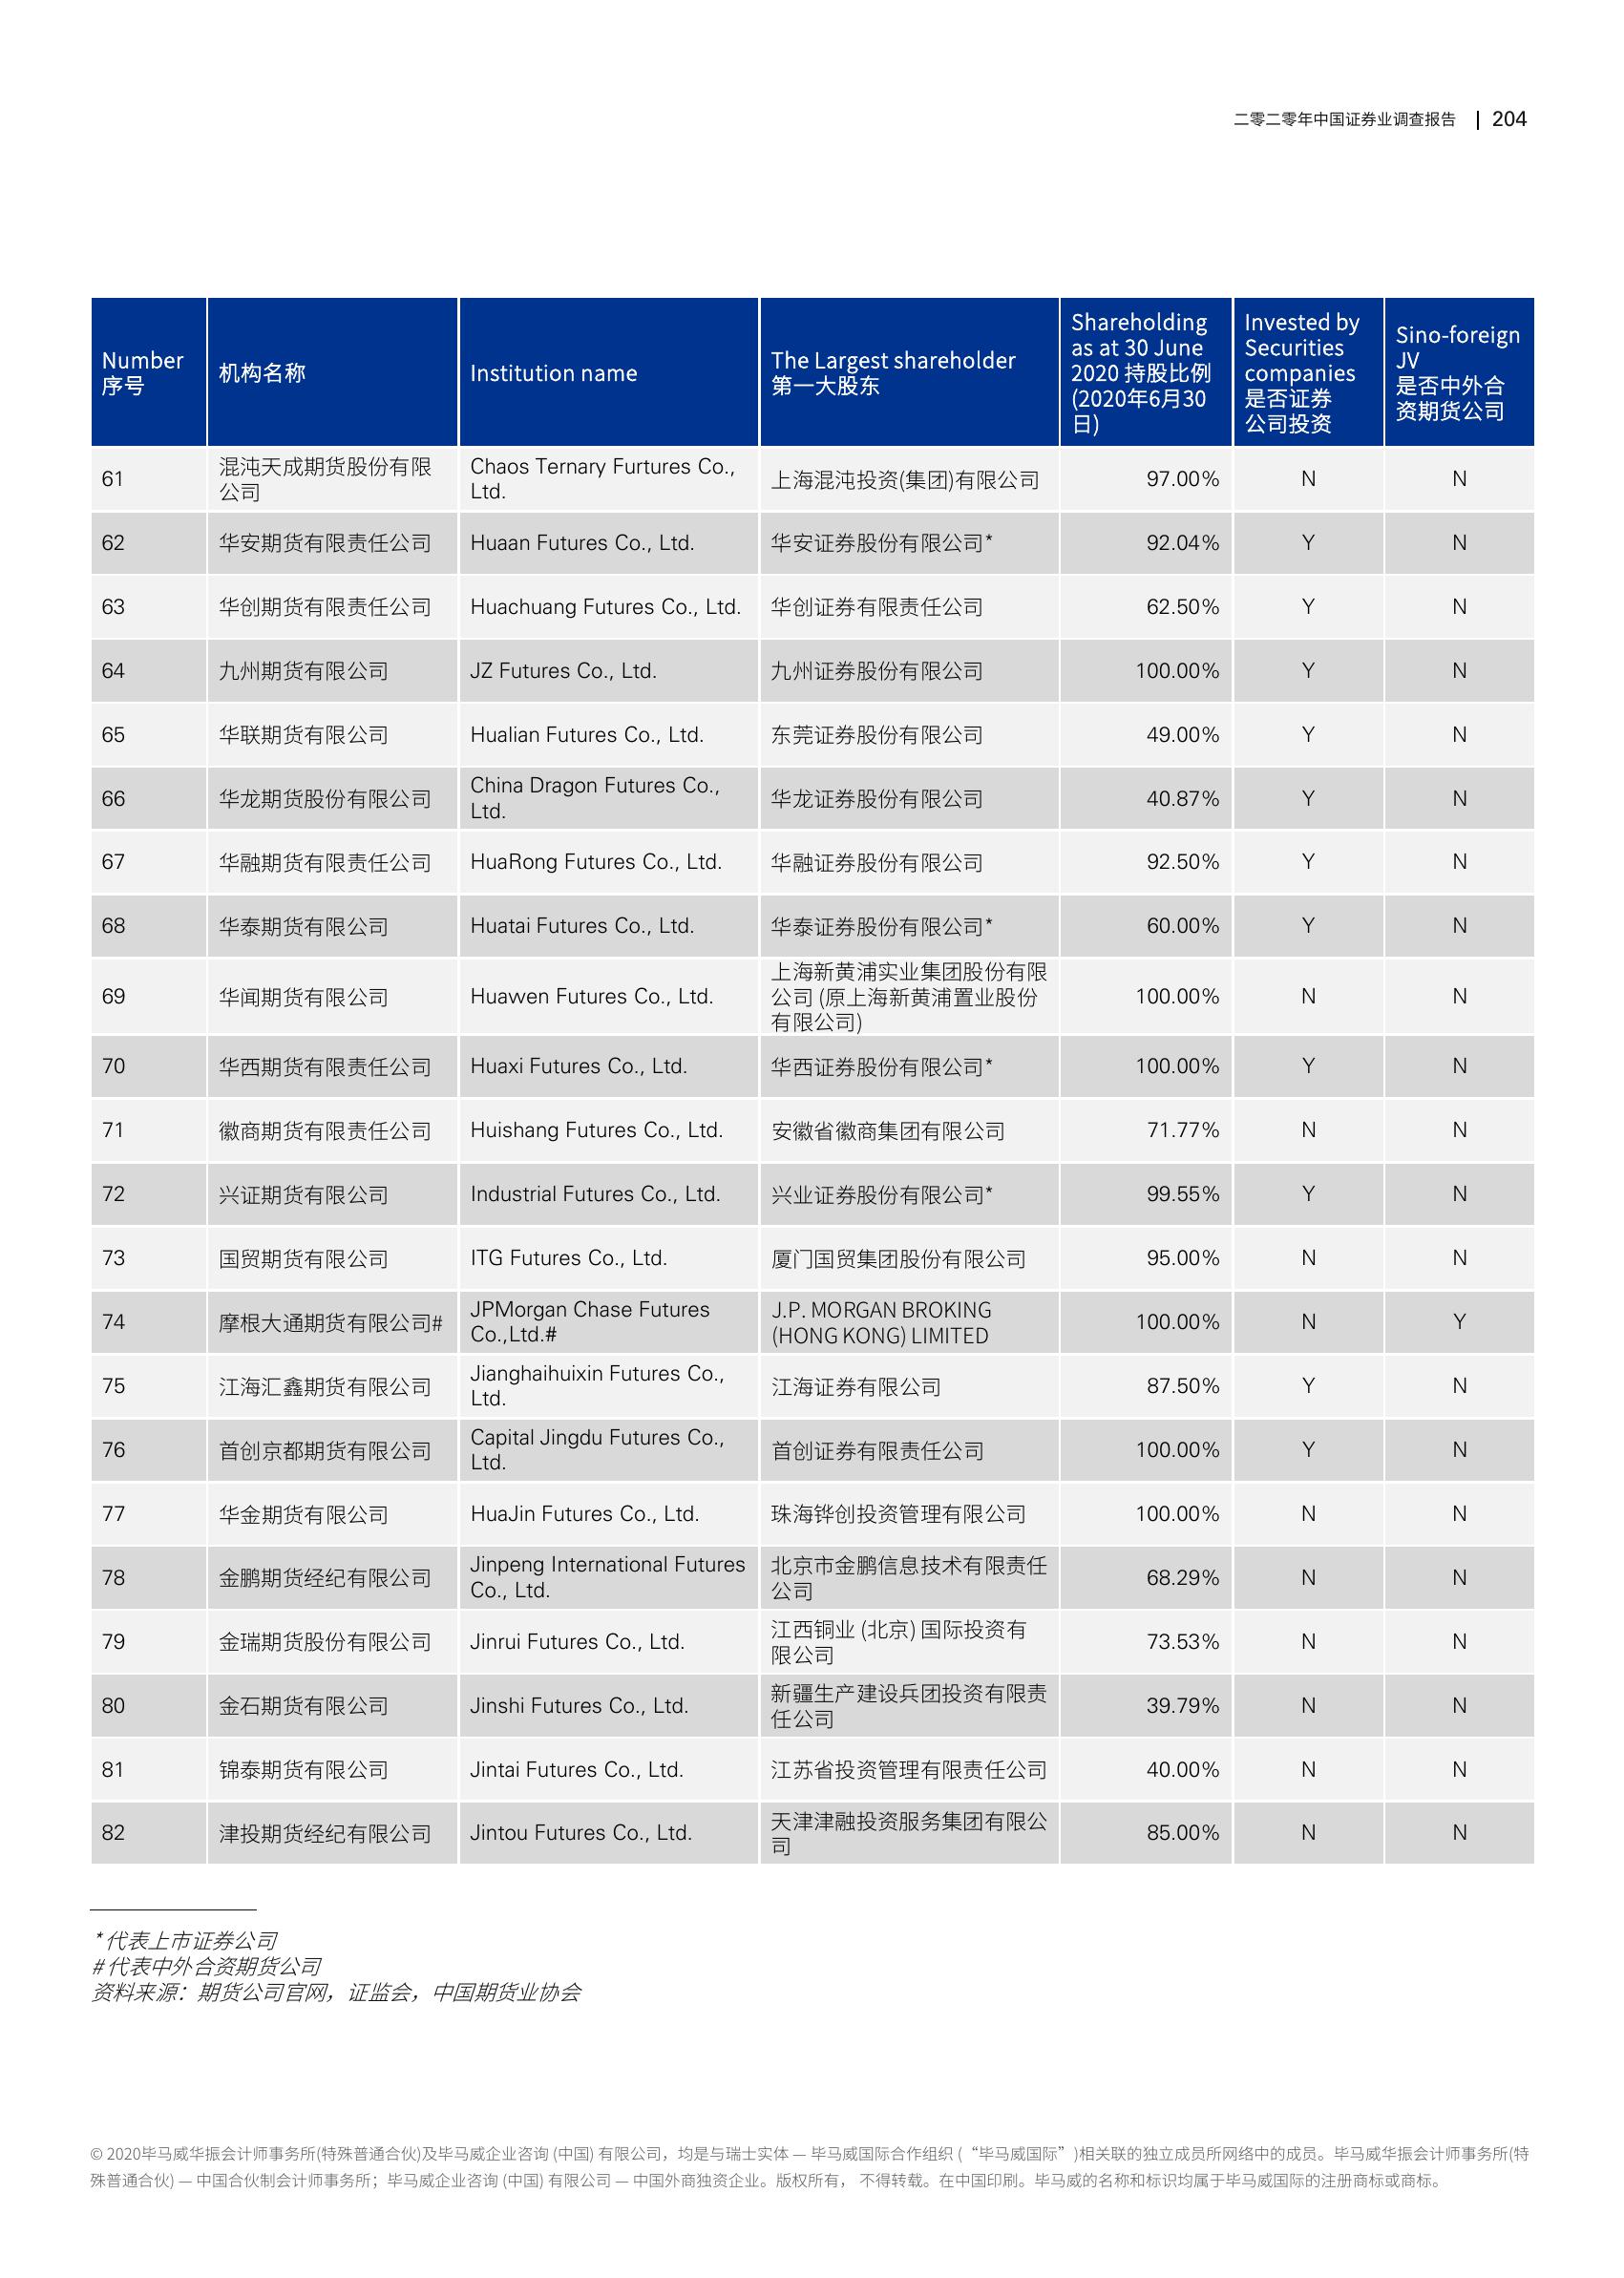 二零二零年中国证券业调查报告 | 204
Number
序号
机构名称
Institution name
The Largest shareholder
第一大股东
Shareholding
as at 30 June
2020 持股比例
(2020年6月30
日)
Invested by
Securities
companies
是否证券
公司投资
Sino-foreign
JV
是否中外合
资期货公司
61 混沌天成期货股份有限
公司 Chaos Ternary Furtures Co.,
Ltd. 上海混沌投资(集团)有限公司 97.00% N N
62 华安期货有限责任公司 Huaan Futures Co., Ltd. 华安证券股份有限公司* 92.04% Y N
63 华创期货有限责任公司 Huachuang Futures Co., Ltd. 华创证券有限责任公司 62.50% Y N
64 九州期货有限公司 JZ Futures Co., Ltd. 九州证券股份有限公司 100.00% Y N
65 华联期货有限公司 Hualian Futures Co., Ltd. 东莞证券股份有限公司 49.00% Y N
66 华龙期货股份有限公司 China Dragon Futures Co.,
Ltd. 华龙证券股份有限公司 40.87% Y N
67 华融期货有限责任公司 HuaRong Futures Co., Ltd. 华融证券股份有限公司 92.50% Y N
68 华泰期货有限公司 Huatai Futures Co., Ltd. 华泰证券股份有限公司* 60.00% Y N
69 华闻期货有限公司 Huawen Futures Co., Ltd. 上海新黄浦实业集团股份有限
公司 (原上海新黄浦置业股份
有限公司) 100.00% N N
70 华西期货有限责任公司 Huaxi Futures Co., Ltd. 华西证券股份有限公司* 100.00% Y N
71 徽商期货有限责任公司 Huishang Futures Co., Ltd. 安徽省徽商集团有限公司 71.77% N N
72 兴证期货有限公司 Industrial Futures Co., Ltd. 兴业证券股份有限公司* 99.55% Y N
73 国贸期货有限公司 ITG Futures Co., Ltd. 厦门国贸集团股份有限公司 95.00% N N
74 摩根大通期货有限公司# JPMorgan Chase Futures
Co.,Ltd.# J.P. MORGAN BROKING
(HONG KONG) LIMITED 100.00% N Y
75 江海汇鑫期货有限公司 Jianghaihuixin Futures Co.,
Ltd. 江海证券有限公司 87.50% Y N
76 首创京都期货有限公司 Capital Jingdu Futures Co.,
Ltd. 首创证券有限责任公司 100.00% Y N
77 华金期货有限公司 HuaJin Futures Co., Ltd. 珠海铧创投资管理有限公司 100.00% N N
78 金鹏期货经纪有限公司 Jinpeng International Futures
Co., Ltd. 北京市金鹏信息技术有限责任
公司 68.29% N N
79 金瑞期货股份有限公司 Jinrui Futures Co., Ltd. 江西铜业 (北京) 国际投资有
限公司 73.53% N N
80 金石期货有限公司 Jinshi Futures Co., Ltd. 新疆生产建设兵团投资有限责
任公司 39.79% N N
81 锦泰期货有限公司 Jintai Futures Co., Ltd. 江苏省投资管理有限责任公司 40.00% N N
82 津投期货经纪有限公司 Jintou Futures Co., Ltd. 天津津融投资服务集团有限公
司 85.00% N N
*代表上市证券公司
#代表中外合资期货公司
资料来源：期货公司官网，证监会，中国期货业协会
© 2020毕马威华振会计师事务所(特殊普通合伙)及毕马威企业咨询 (中国) 有限公司，均是与瑞士实体 — 毕马威国际合作组织 (“毕马威国际”)相关联的独立成员所网络中的成员。毕马威华振会计师事务所(特
殊普通合伙) — 中国合伙制会计师事务所；毕马威企业咨询 (中国) 有限公司 — 中国外商独资企业。版权所有， 不得转载。在中国印刷。毕马威的名称和标识均属于毕马威国际的注册商标或商标。